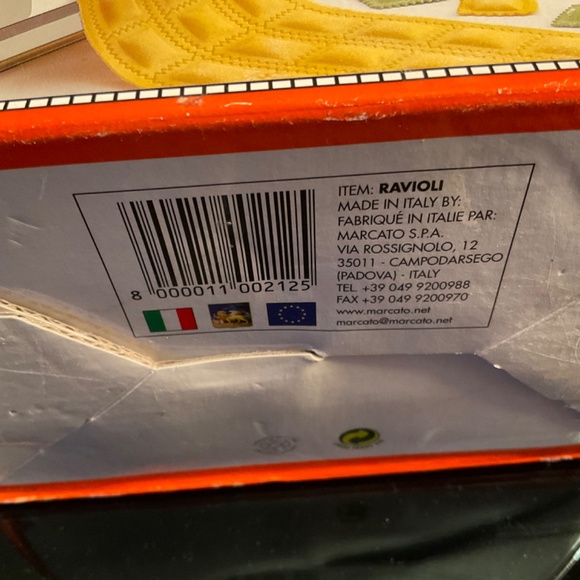 ITEM: RAVIOLI
MADE IN ITALY BY:
FABRIQUÉ IN ITALIE PAR:
MARCATO S.P.A.
VIA ROSSIGNOLO, 12
35011 - CAMPODARSEGO
(PADOVA) - ITALY
TEL. +39 049 9200988
FAX +39 049 9200970
www.marcato.net
marcato@marcato.net
8 000011 002125